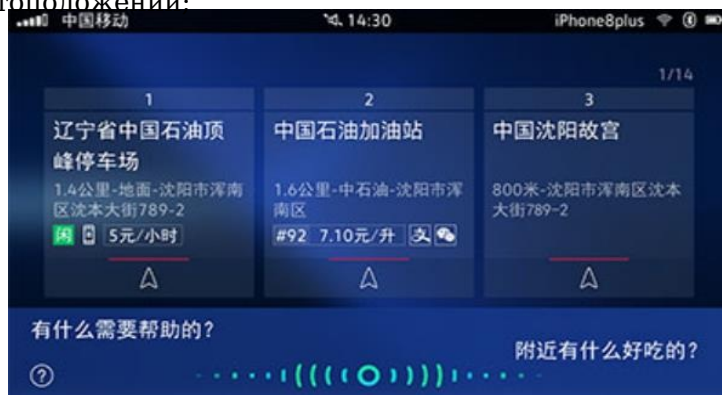 тоположении:
中国移动 14:30 iPhone8plus
1/14
1
辽宁省中国石油顶
峰停车场
1.4公里-地面-沈阳市浑南
区沈本大街789-2
闲 5元/小时
2
中国石油加油站
1.6公里-中石油-沈阳市浑
南区
#92 7.10元/升 支
3
中国沈阳故宫
800米-沈阳市浑南区沈本
大街789-2
有什么需要帮助的?
附近有什么好吃的?
?